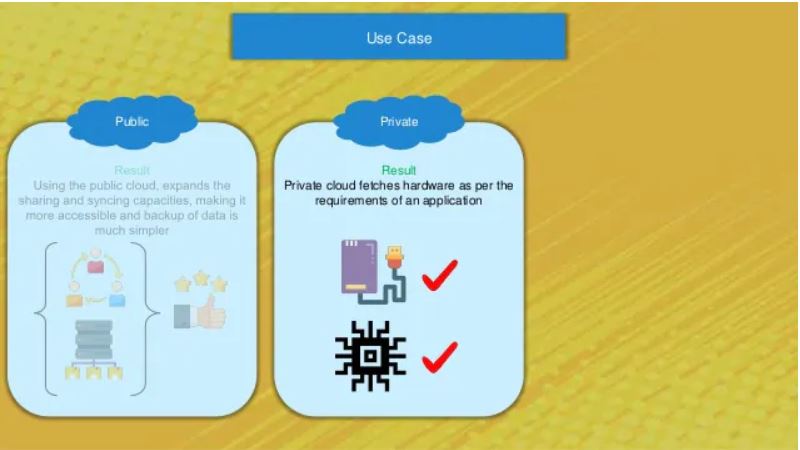 Use Case
Public
Result
Using the public cloud, expands the
sharing and syncing capacities, making it
more accessible and backup of data is
much simpler
Private
Result
Private cloud fetches hardware as per the
requirements of an application